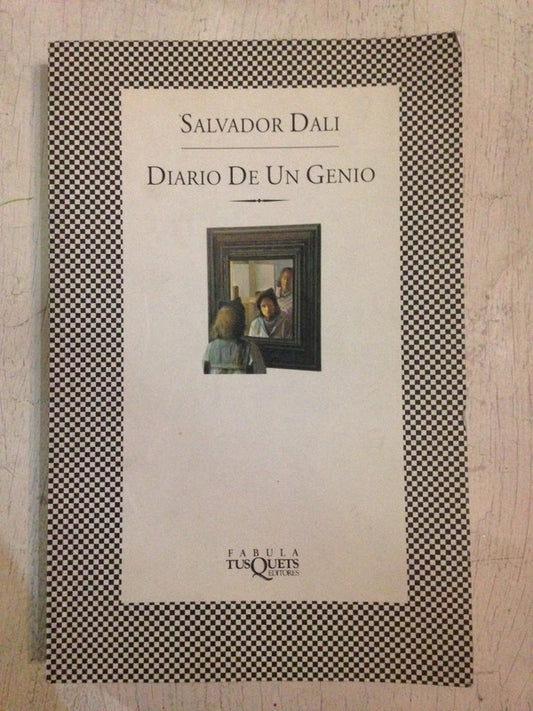 SALVADOR DALI
DIARIO DE UN GENIO
FABULA
TUSQUETS
EDITORES